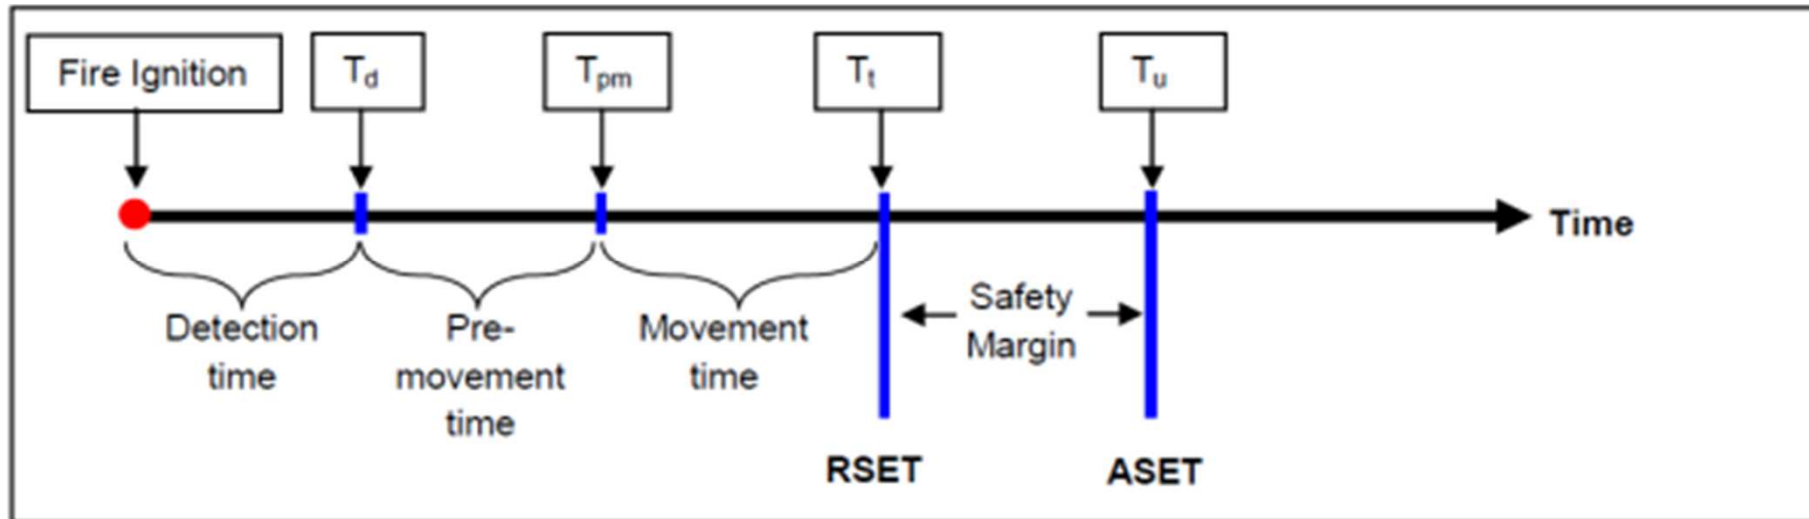 Fire Ignition
Td
Tpm
Tt
Tu
Time
Detection
time
Pre-
movement
time
Movement
time
Safety
Margin
RSET
ASET